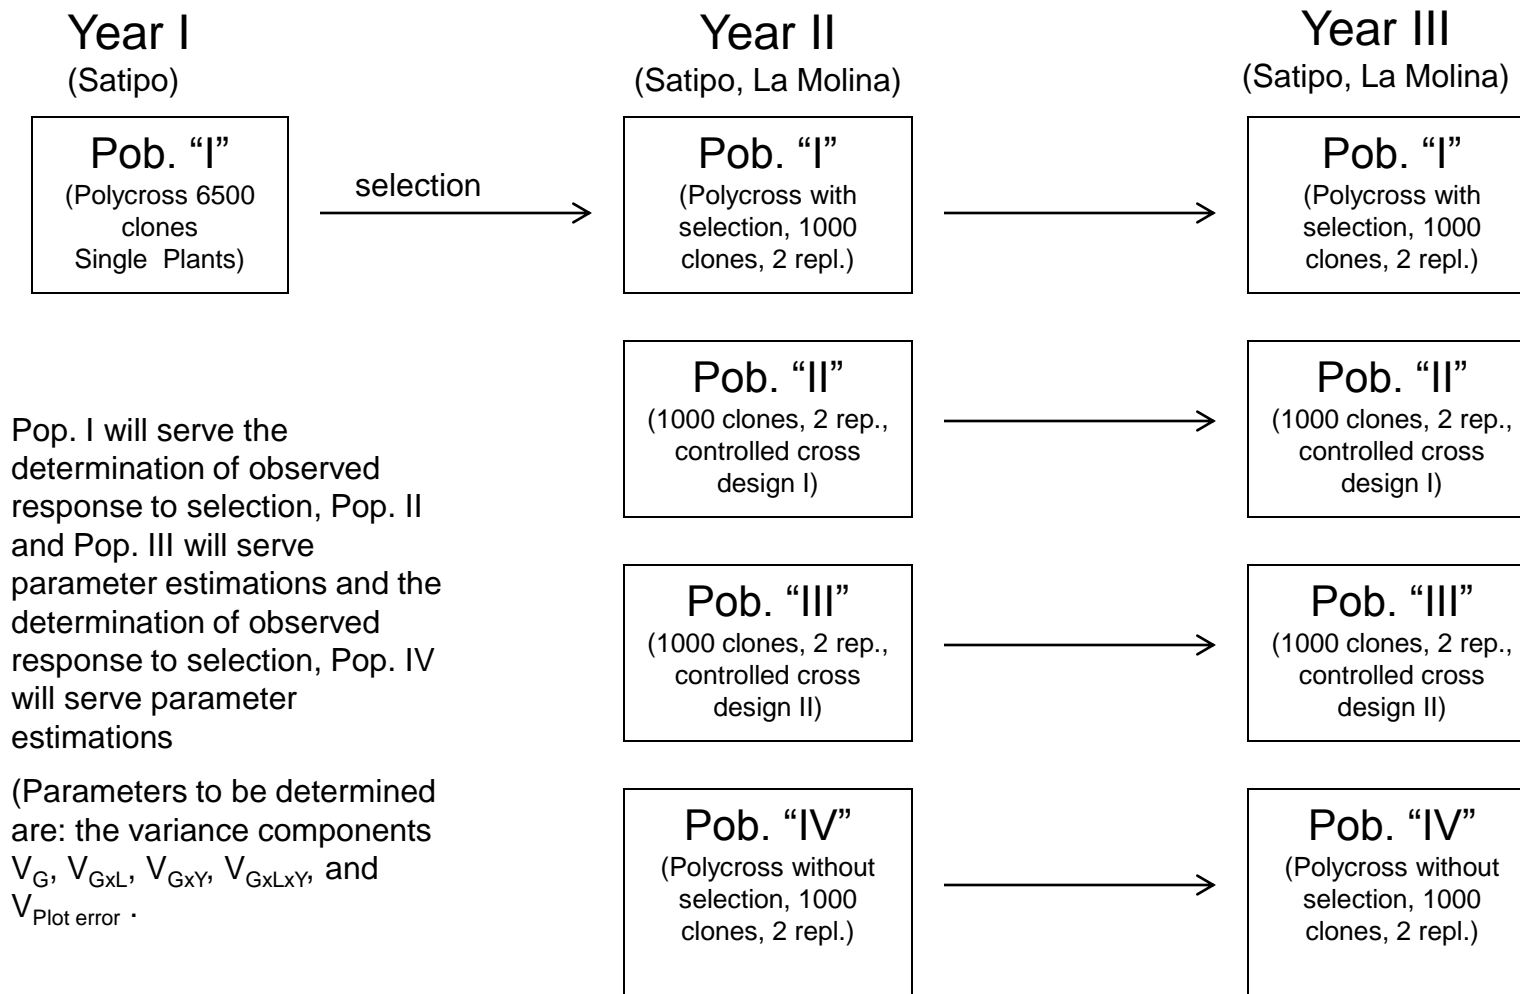 Year I
(Satipo)
Year II
(Satipo, La Molina)
Year III
(Satipo, La Molina)
Pob. “I”
(Polycross 6500
clones
Single Plants)
selection
Pob. “I”
(Polycross with
selection, 1000
clones, 2 repl.)
Pob. “I”
(Polycross with
selection, 1000
clones, 2 repl.)
Pob. “II”
(1000 clones, 2 rep.,
controlled cross
design I)
Pob. “II”
(1000 clones, 2 rep.,
controlled cross
design I)
Pop. I will serve the
determination of observed
response to selection, Pop. II
and Pop. III will serve
parameter estimations and the
determination of observed
response to selection, Pop. IV
will serve parameter
estimations
(Parameters to be determined
are: the variance components
V_G, V_GxL, V_GxY, V_GxLxY, and
V_Plot error .
Pob. “III”
(1000 clones, 2 rep.,
controlled cross
design II)
Pob. “III”
(1000 clones, 2 rep.,
controlled cross
design II)
Pob. “IV”
(Polycross without
selection, 1000
clones, 2 repl.)
Pob. “IV”
(Polycross without
selection, 1000
clones, 2 repl.)